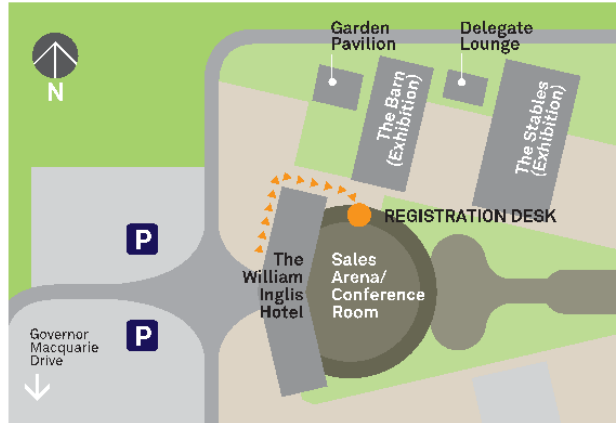 Garden
Pavilion
Delegate
Lounge
N
The Barn
(Exhibition)
The Stables
(Exhibition)
REGISTRATION DESK
P
The
William
Inglis
Hotel
Sales
Arena/
Conference
Room
P
Governor
Macquarie
Drive